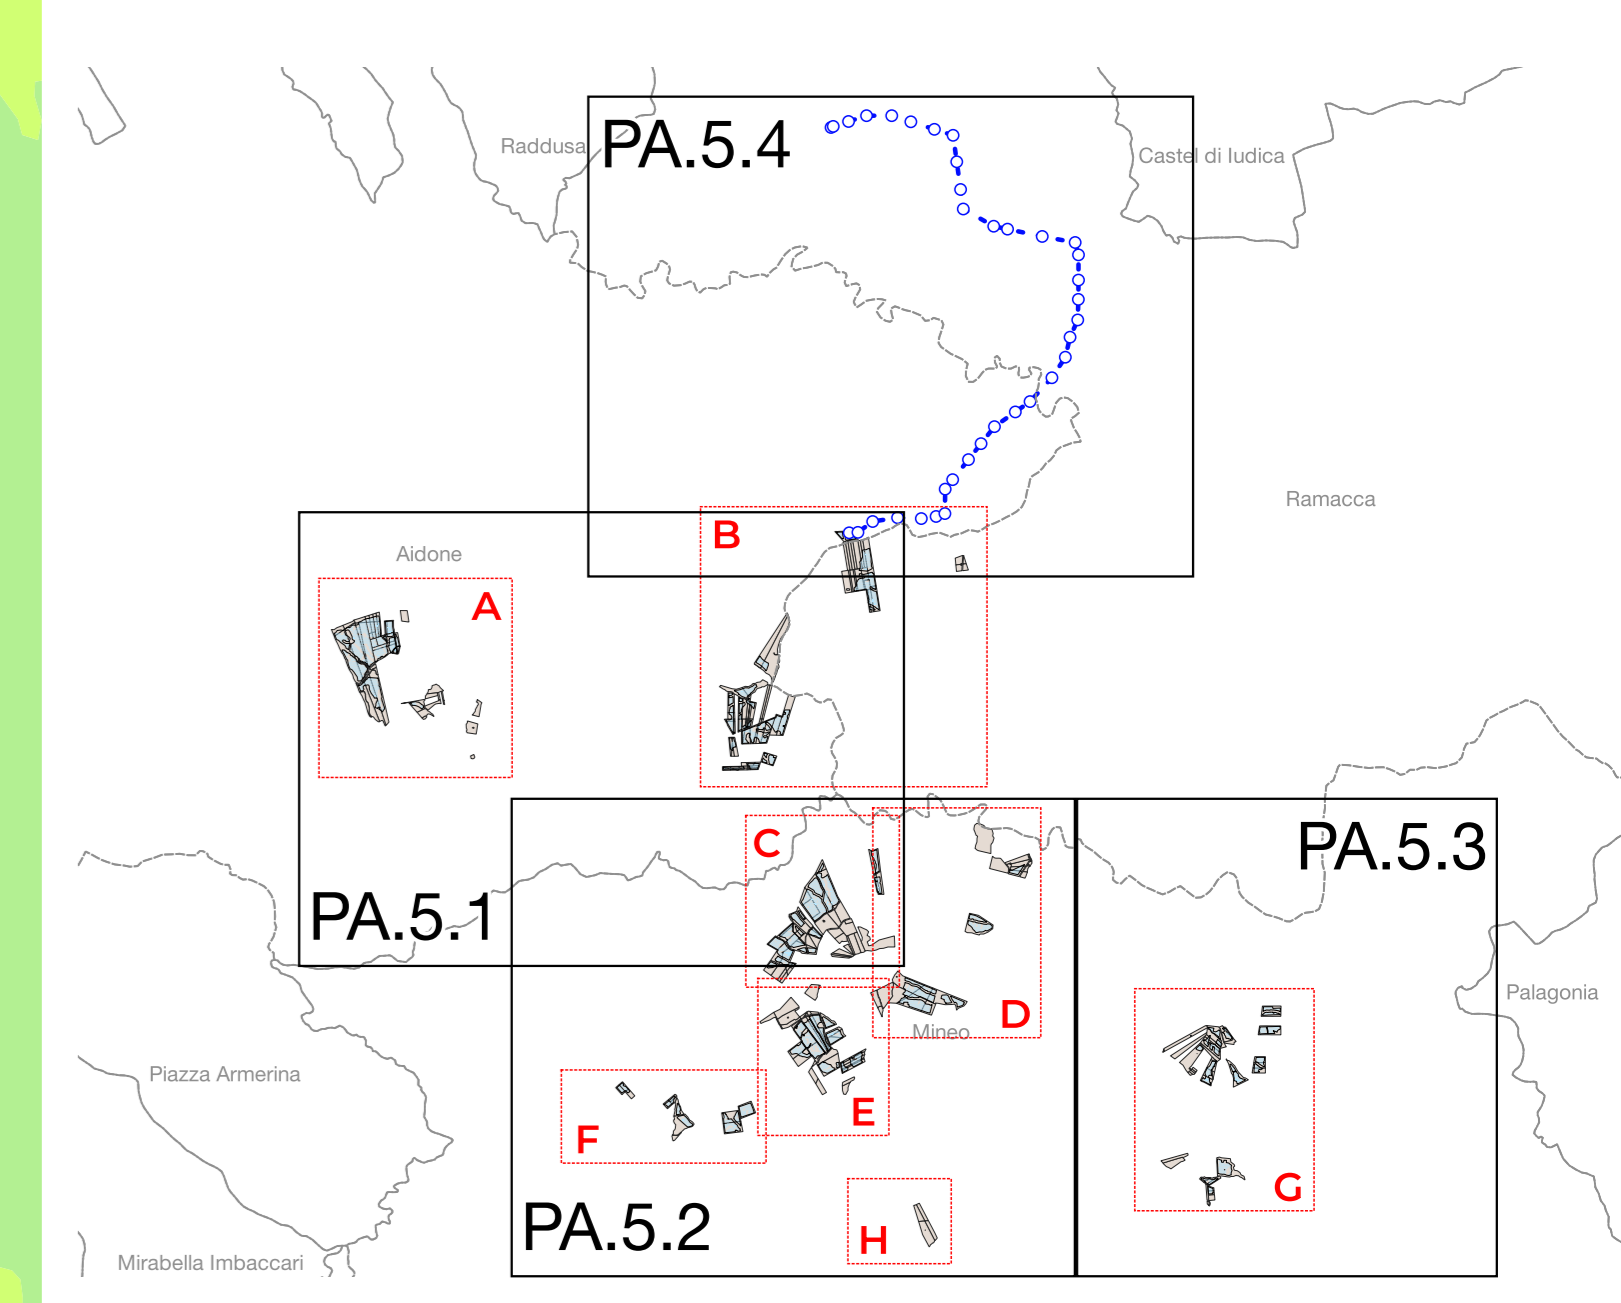 Raddusa
PA.5.4
Castel di Iudica
Ramacca
B
Aidone
A
C
PA.5.3
PA.5.1
Palagonia
D
Mineo
Piazza Armerina
E
F
G
PA.5.2
H
Mirabella Imbaccari